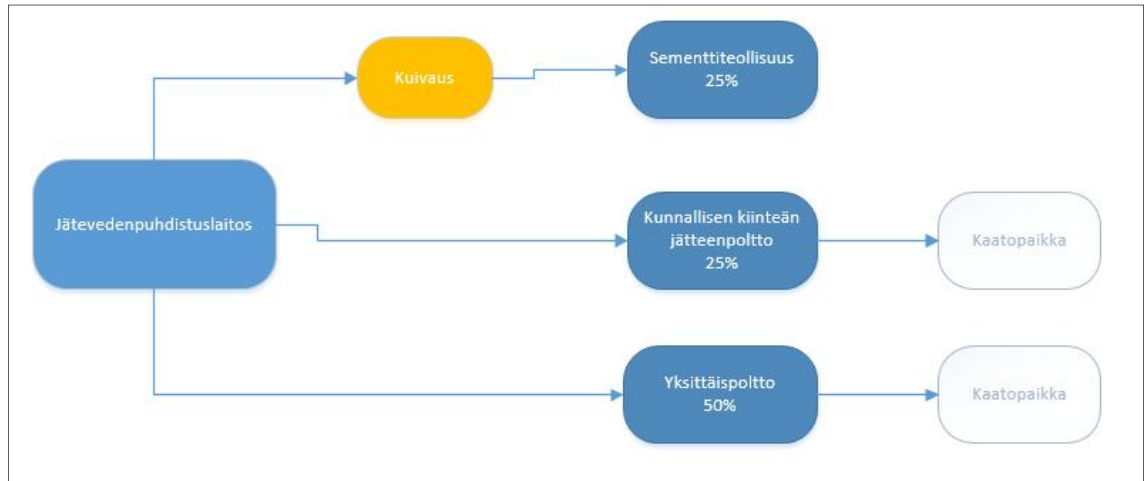 Kuivaus
Sementtiteollisuus
25%
Jätevedenpuhdistuslaitos
Kunnallisen kiinteän
jätteenpoltto
25%
Kaatopaikka
Yksittäispoltto
50%
Kaatopaikka